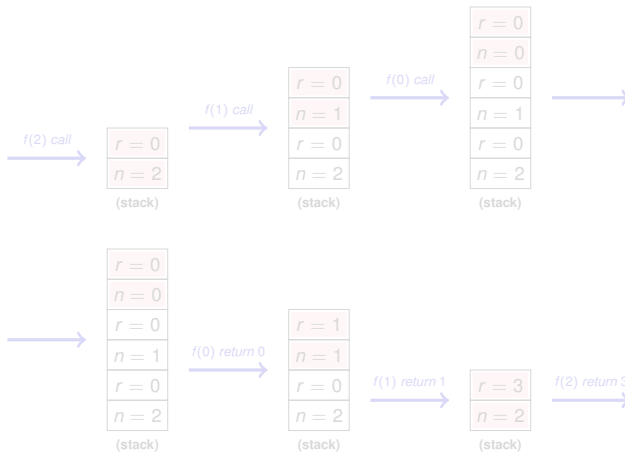 f(2) call
r = 0
n = 2
(stack)
f(1) call
r = 0
n = 1
r = 0
n = 2
(stack)
f(0) call
r = 0
n = 0
r = 0
n = 1
r = 0
n = 2
(stack)
r = 0
n = 0
r = 0
n = 1
r = 0
n = 2
(stack)
f(0) return 0
r = 1
n = 1
r = 0
n = 2
(stack)
f(1) return 1
r = 3
n = 2
(stack)
f(2) return 3